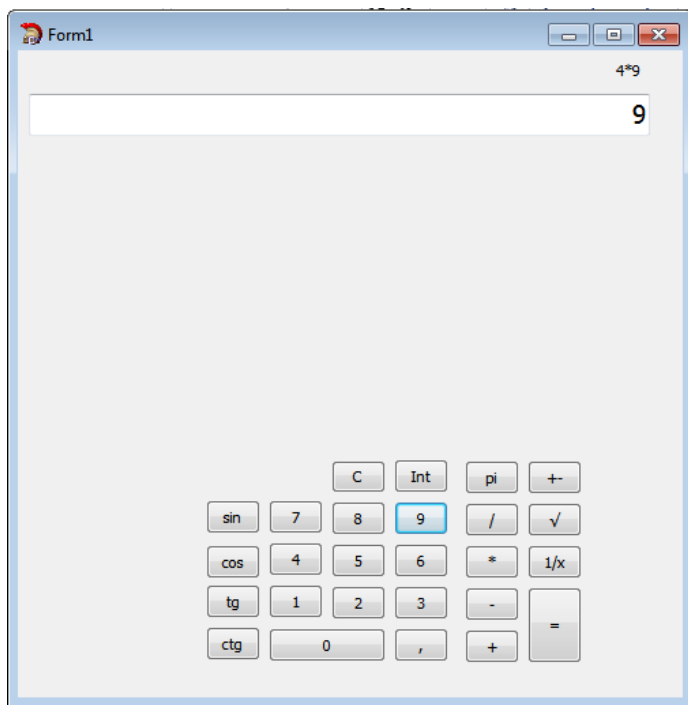 Form1
4*9
9
C Int pi +-
sin 7 8 9 / √
cos 4 5 6 * 1/x
tg 1 2 3 -
=
ctg 0 , +